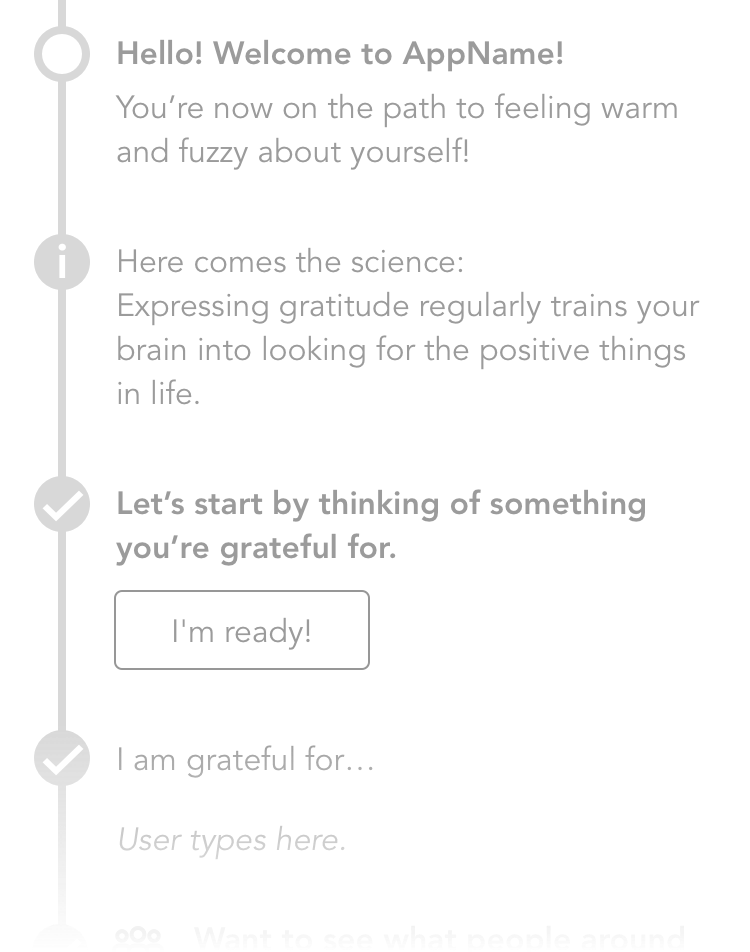 Hello! Welcome to AppName!
You’re now on the path to feeling warm
and fuzzy about yourself!
i
Here comes the science:
Expressing gratitude regularly trains your
brain into looking for the positive things
in life.
Let’s start by thinking of something
you’re grateful for.
I'm ready!
I am grateful for…
User types here.
Want to see what people around